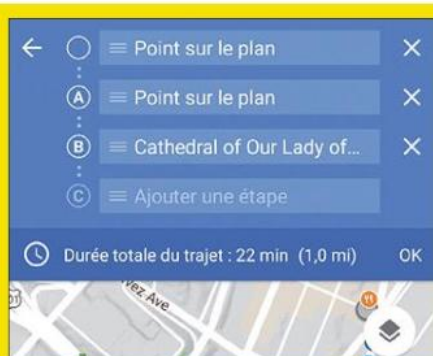 Point sur le plan
A Point sur le plan
B Cathedral of Our Lady of...
C Ajouter une étape
Durée totale du trajet : 22 min (1,0 mi) OK
vez Ave